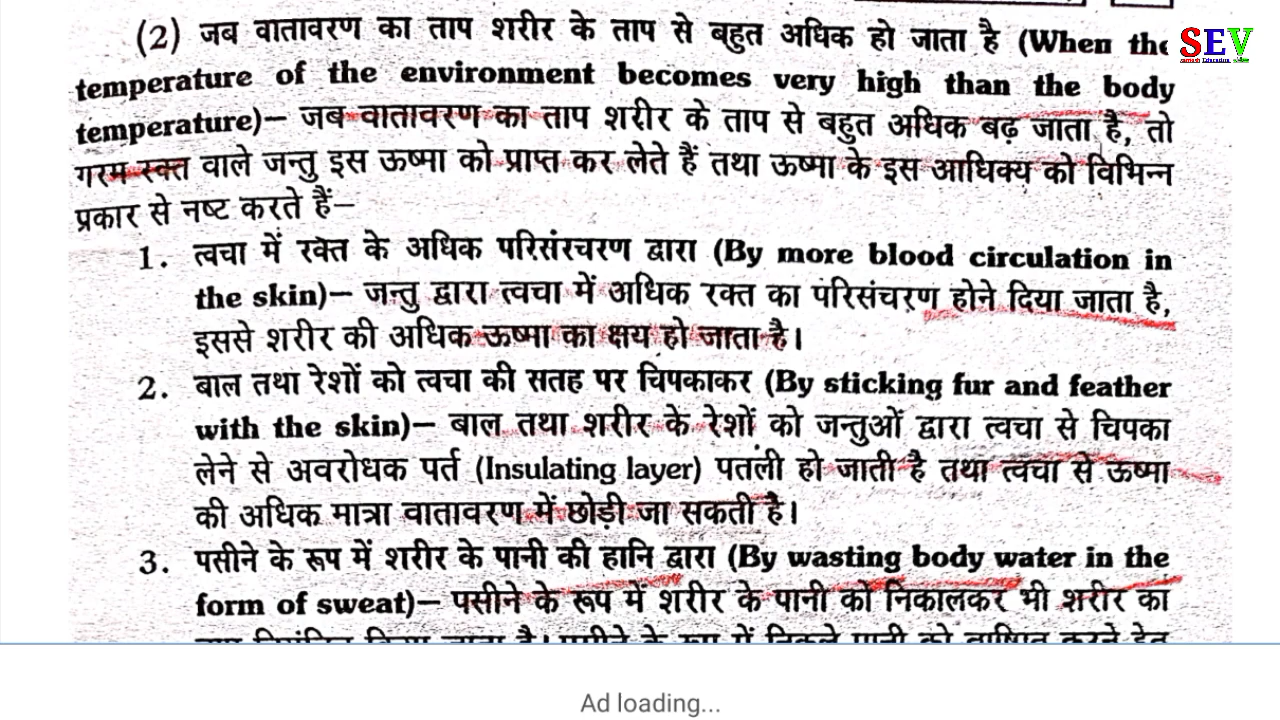 SEV
(2) जब वातावरण का ताप शरीर के ताप से बहुत अधिक हो जाता है (When the
temperature of the environment becomes very high than the body
temperature)– जब वातावरण का ताप शरीर के ताप से बहुत अधिक बढ़ जाता है, तो
गरम रक्त वाले जन्तु इस ऊष्मा को प्राप्त कर लेते हैं तथा ऊष्मा के इस आधिक्य को विभिन्न
प्रकार से नष्ट करते हैं–
1. त्वचा में रक्त के अधिक परिसंरचरण द्वारा (By more blood circulation in
the skin)– जन्तु द्वारा त्वचा में अधिक रक्त का परिसंचरण होने दिया जाता है,
इससे शरीर की अधिक ऊष्मा का क्षय हो जाता है।
2. बाल तथा रेशों को त्वचा की सतह पर चिपकाकर (By sticking fur and feather
with the skin)– बाल तथा शरीर के रेशों को जन्तुओं द्वारा त्वचा से चिपका
लेने से अवरोधक पर्त (Insulating layer) पतली हो जाती है तथा त्वचा से ऊष्मा
की अधिक मात्रा वातावरण में छोड़ी जा सकती है।
3. पसीने के रूप में शरीर के पानी की हानि द्वारा (By wasting body water in the
form of sweat)– पसीने के रूप में शरीर के पानी को निकालकर भी शरीर का
Ad loading...